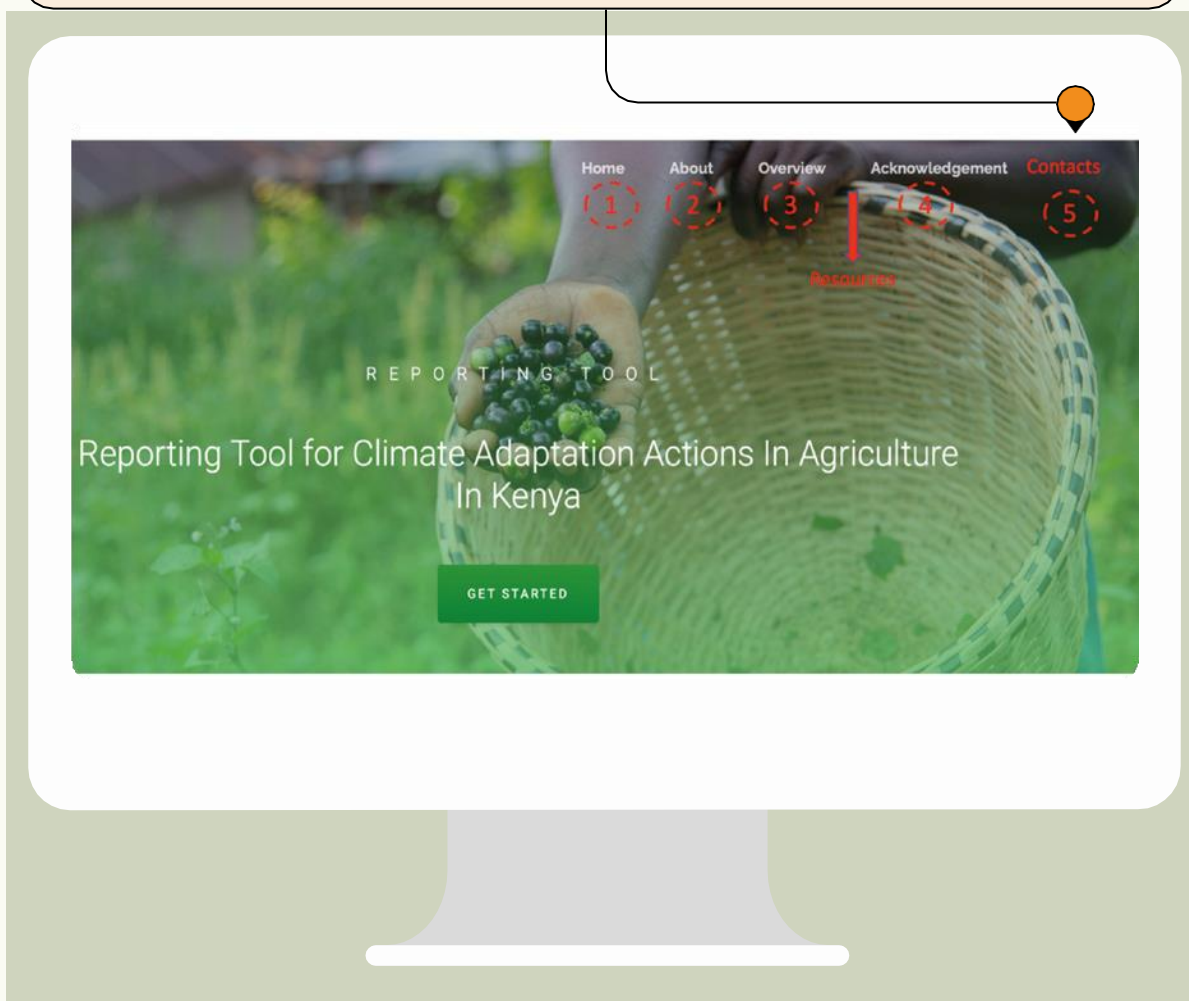 Home About Overview Acknowledgement Contacts
1 2 3 4 5
Resources
REPORTING TOOL
Reporting Tool for Climate Adaptation Actions In Agriculture
In Kenya
GET STARTED